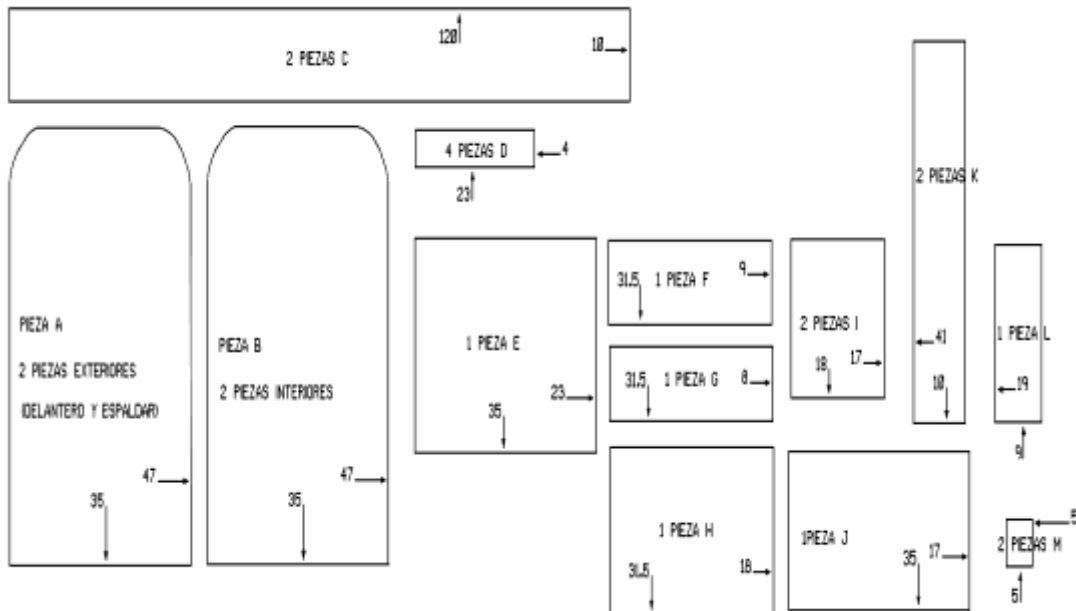 120
10
2 PIEZAS C
4 PIEZAS D
4
23
2 PIEZAS K
PIEZA A
2 PIEZAS EXTERIORES
(DELANTERO Y ESPALDAR)
47
35
PIEZA B
2 PIEZAS INTERIORES
47
35
1 PIEZA E
23
35
31.5
1 PIEZA F
9
31.5
1 PIEZA G
8
2 PIEZAS I
18
17
41
10
1 PIEZA L
19
9
1 PIEZA H
31.5
18
1PIEZA J
35
17
5
2 PIEZAS M
5